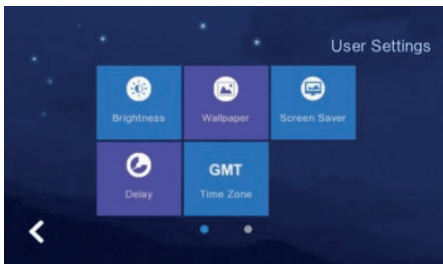 User Settings
Brightness
Wallpaper
Screen Saver
Delay
GMT
Time Zone